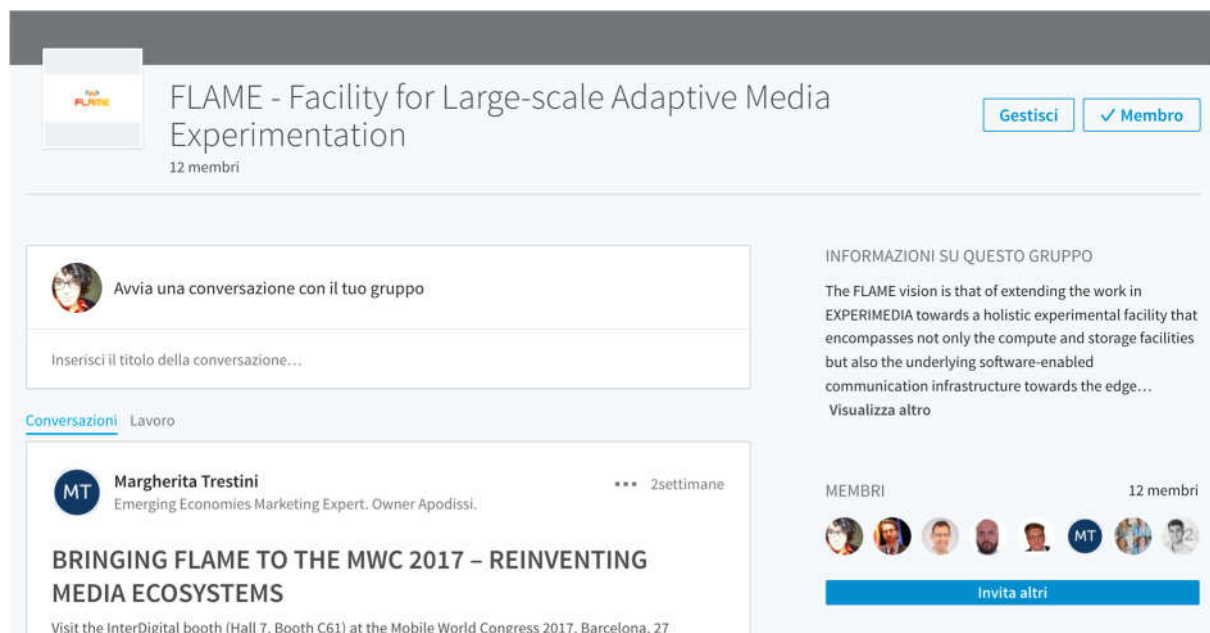 FLAME
FLAME - Facility for Large-scale Adaptive Media
Experimentation
12 membri
Gestisci
✓ Membro
Avvia una conversazione con il tuo gruppo
Inserisci il titolo della conversazione…
Conversazioni Lavoro
MT
Margherita Trestini
Emerging Economies Marketing Expert. Owner Apodissi.
2settimane
BRINGING FLAME TO THE MWC 2017 – REINVENTING
MEDIA ECOSYSTEMS
Visit the InterDigital booth (Hall 7, Booth C61) at the Mobile World Congress 2017, Barcelona, 27
INFORMAZIONI SU QUESTO GRUPPO
The FLAME vision is that of extending the work in
EXPERIMEDIA towards a holistic experimental facility that
encompasses not only the compute and storage facilities
but also the underlying software-enabled
communication infrastructure towards the edge…
Visualizza altro
MEMBRI
12 membri
MT
Invita altri